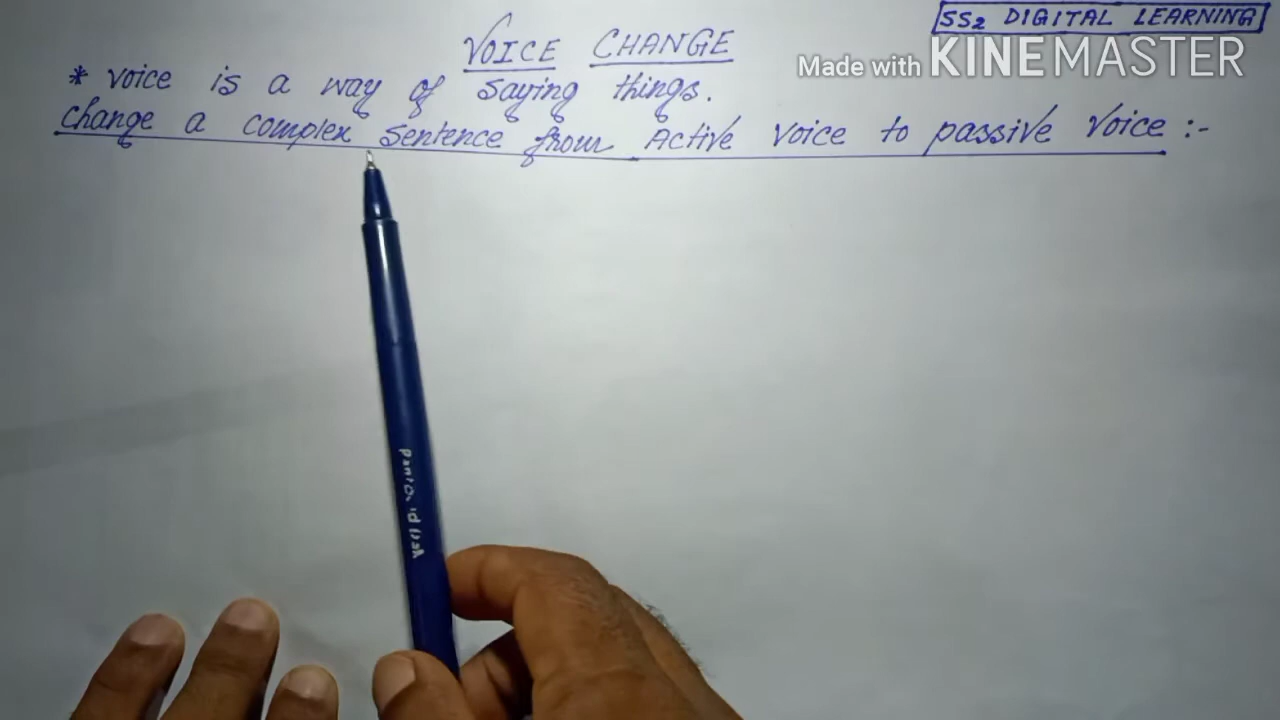 SS2 DIGITAL LEARNING
VOICE CHANGE
Made with KINEMASTER
* Voice is a way of saying things.
Change a complex sentence from Active voice to passive voice :-